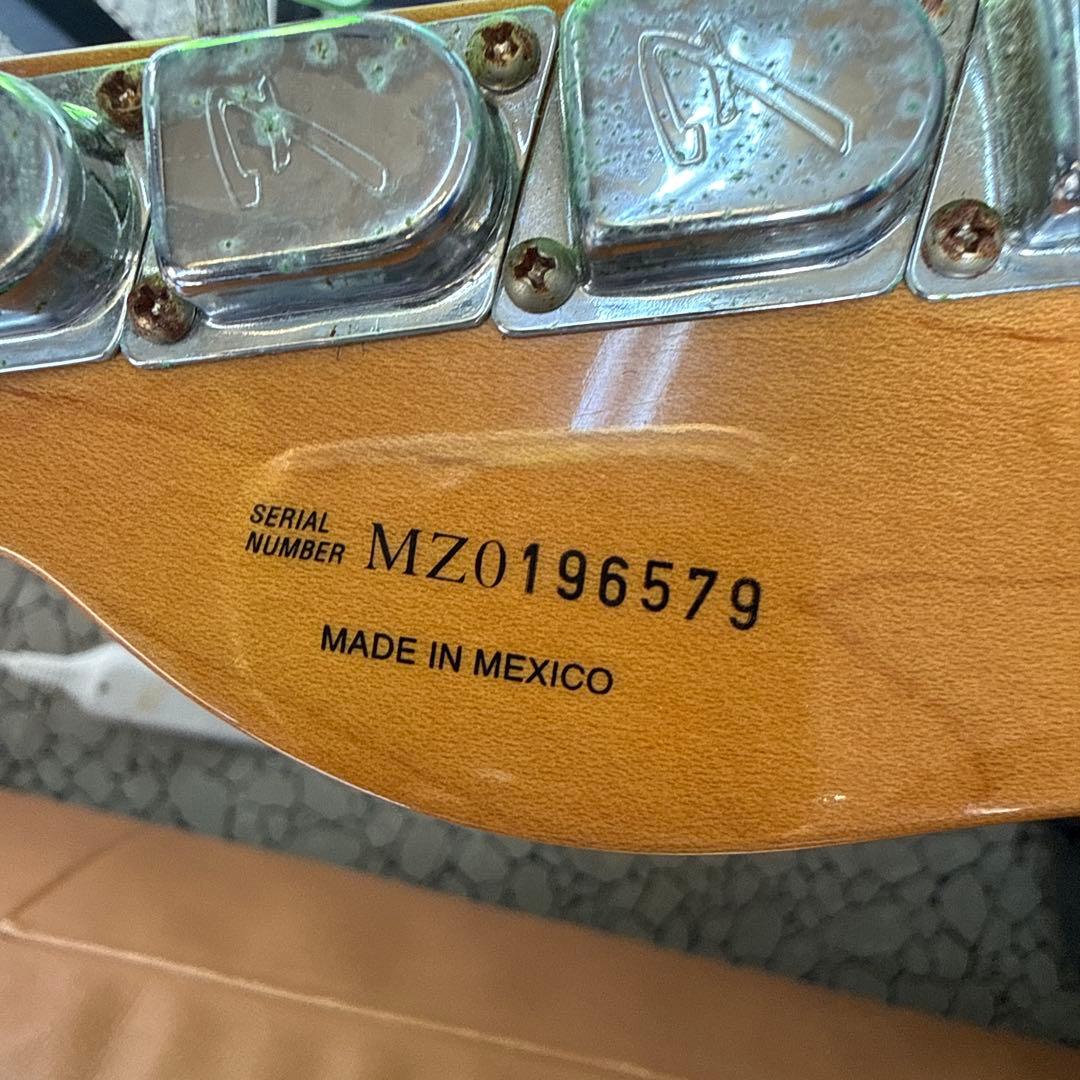 SERIAL
NUMBER MZ0196579
MADE IN MEXICO
F
F